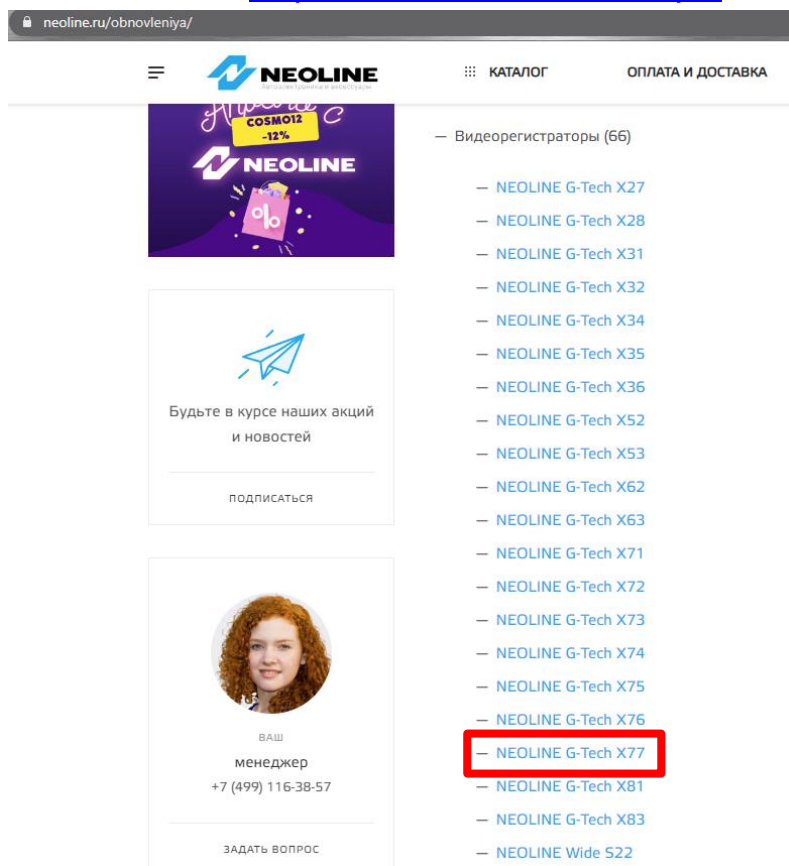 neoline.ru/obnovleniya/
NEOLINE
Автоэлектроника и аксессуары
КАТАЛОГ
ОПЛАТА И ДОСТАВКА
COSMO12
-12%
NEOLINE
%
Будьте в курсе наших акций
и новостей
ПОДПИСАТЬСЯ
ВАШ
менеджер
+7 (499) 116-38-57
ЗАДАТЬ ВОПРОС
— Видеорегистраторы (66)
— NEOLINE G-Tech X27
— NEOLINE G-Tech X28
— NEOLINE G-Tech X31
— NEOLINE G-Tech X32
— NEOLINE G-Tech X34
— NEOLINE G-Tech X35
— NEOLINE G-Tech X36
— NEOLINE G-Tech X52
— NEOLINE G-Tech X53
— NEOLINE G-Tech X62
— NEOLINE G-Tech X63
— NEOLINE G-Tech X71
— NEOLINE G-Tech X72
— NEOLINE G-Tech X73
— NEOLINE G-Tech X74
— NEOLINE G-Tech X75
— NEOLINE G-Tech X76
— NEOLINE G-Tech X77
— NEOLINE G-Tech X81
— NEOLINE G-Tech X83
— NEOLINE Wide S22